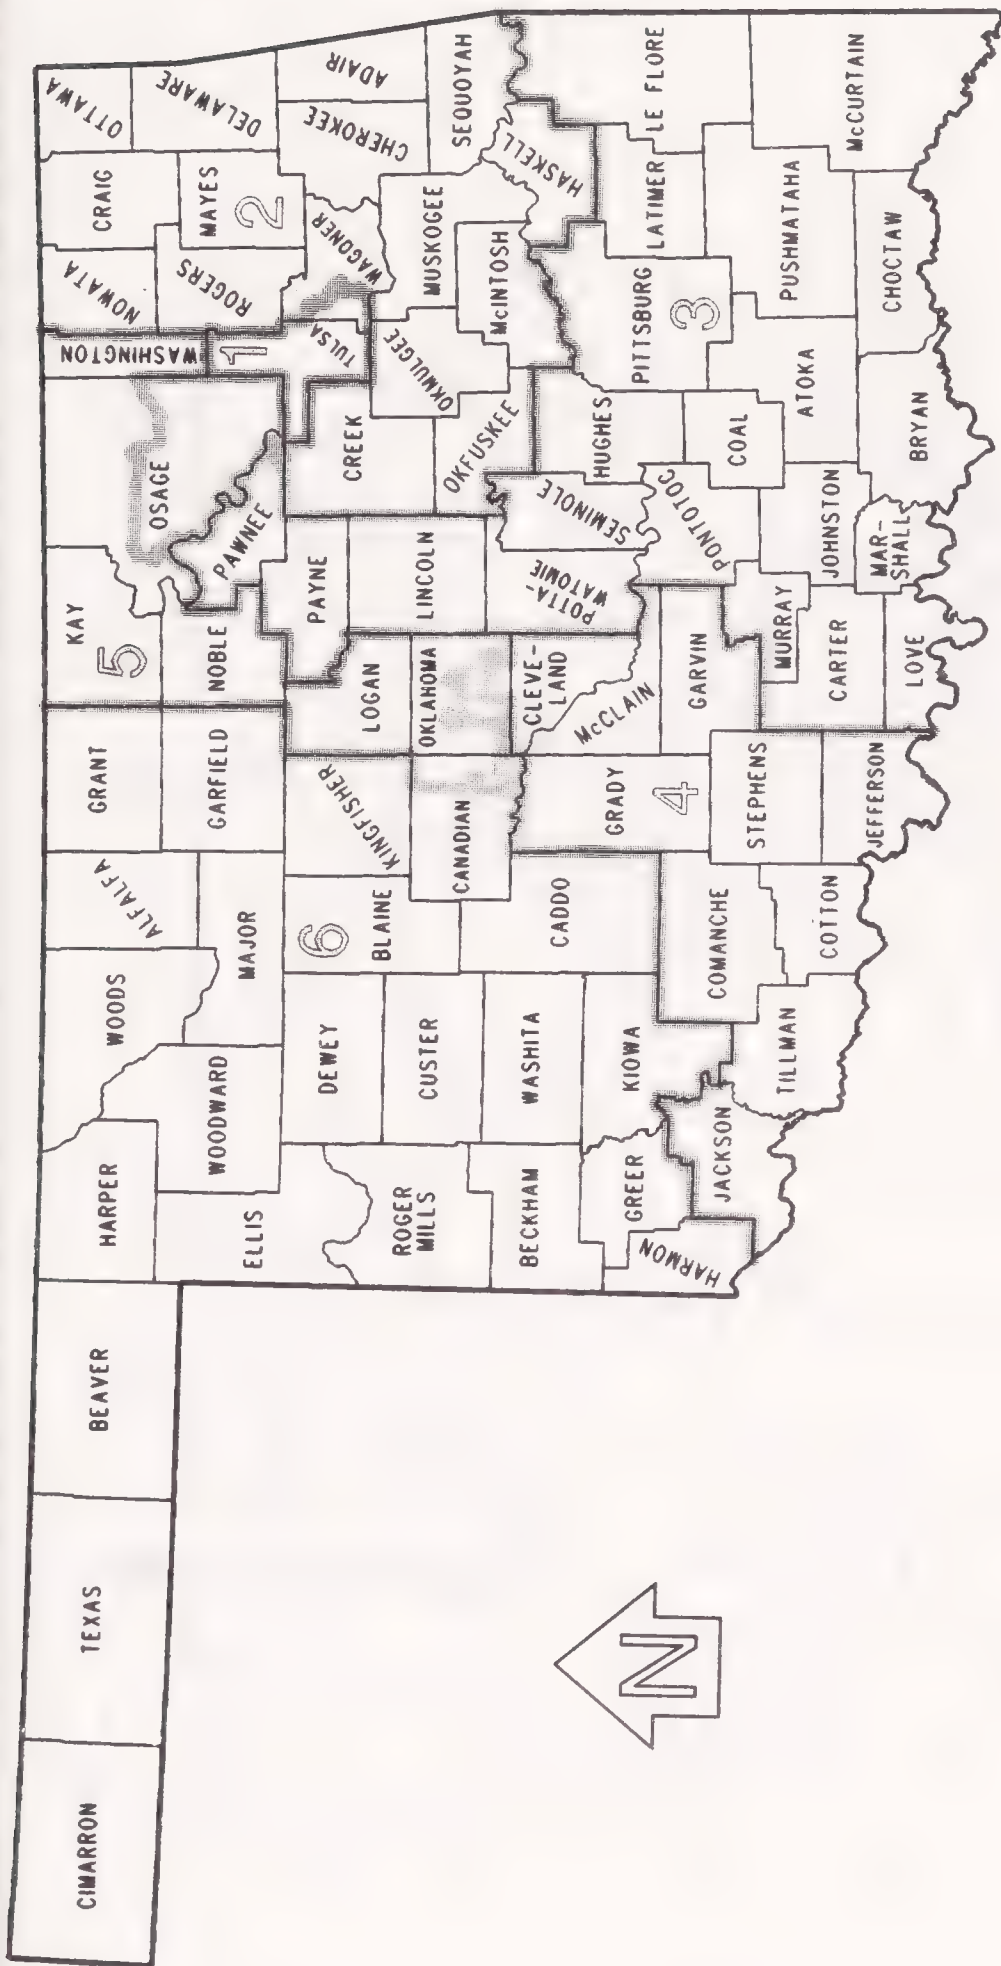 CIMARRON
TEXAS
BEAVER
HARPER
WOODS
ALFALFA
GRANT
KAY
5
OSAGE
WASHINGTON
NOWATA
CRAIG
OTTAWA
ELLIS
WOODWARD
MAJOR
GARFIELD
NOBLE
PAWNEE
ROGERS
MAYES
2
DELAWARE
ROGER
MILLS
DEWEY
BLAINE
6
KINGFISHER
LOGAN
PAYNE
CREEK
TULSA
1
WAGONER
CHEROKEE
ADAIR
CUSTER
CANADIAN
OKLAHOMA
LINCOLN
OKFUSKEE
OKMULGEE
MUSKOGEE
McINTOSH
SEQUOYAH
BECKHAM
WASHITA
CADDO
GRADY
4
CLEVE-
LAND
McCLAIN
POTTA-
WATOMIE
SEMINOLE
HUGHES
PITTSBURG
3
HASKELL
LE FLORE
LATIMER
HARMON
GREER
KIOWA
JACKSON
COMANCHE
TILLMAN
COTTON
STEPHENS
JEFFERSON
GARVIN
MURRAY
CARTER
LOVE
PONTOTOC
JOHNSTON
MAR-
SHALL
COAL
ATOKA
BRYAN
PUSHMATAHA
CHOCTAW
McCURTAIN
N